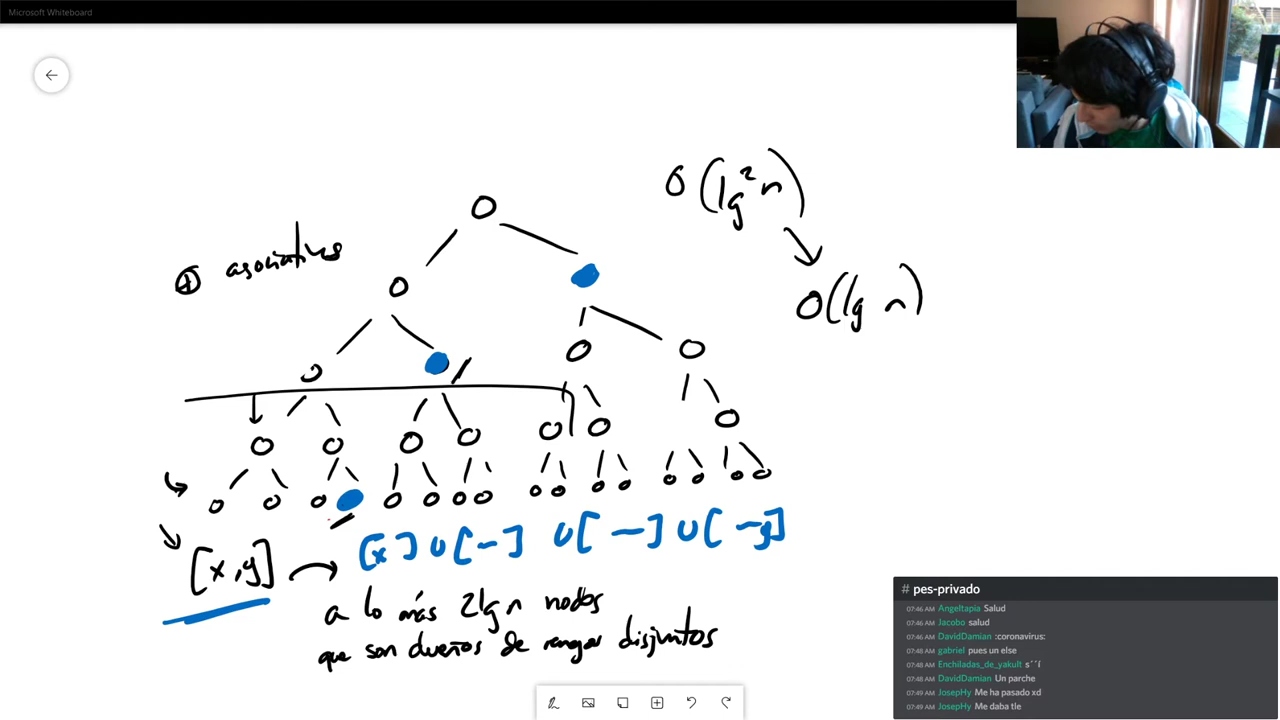 Microsoft Whiteboard
O(lg²n)
⊕ asociativas
O(lg n)
[x,y] → [x] ∪ [–] ∪ [–] ∪ [–y]
a lo más 2lg n nodos
que son dueños de rangos disjuntos
# pes-privado
07:46 AM Angeltapia Salud
07:46 AM Jacobo salud
07:46 AM DavidDamian :coronavirus:
07:48 AM gabriel pues un else
07:48 AM Enchiladas_de_yakult s´´í
07:48 AM DavidDamian Un parche
07:49 AM JosepHy Me ha pasado xd
07:49 AM JosepHy Me daba tle